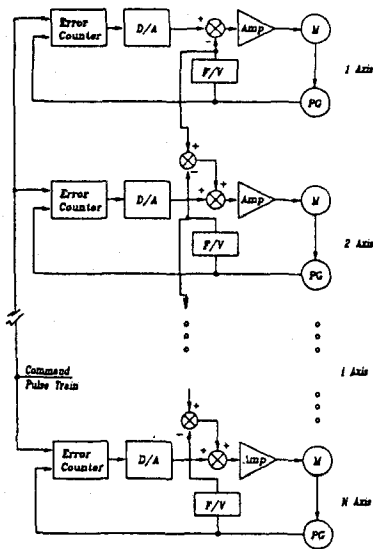 Error
Counter
D/A
+
-
Amp
M
F/V
PG
1 Axis
+
-
Error
Counter
D/A
+
+
Amp
M
F/V
PG
2 Axis
Command
Pulse Train
i Axis
+
-
Error
Counter
D/A
+
+
Amp
M
F/V
PG
N Axis